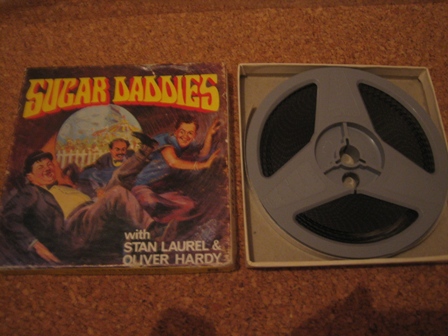 SUGAR DADDIES
with
STAN LAUREL &
OLIVER HARDY